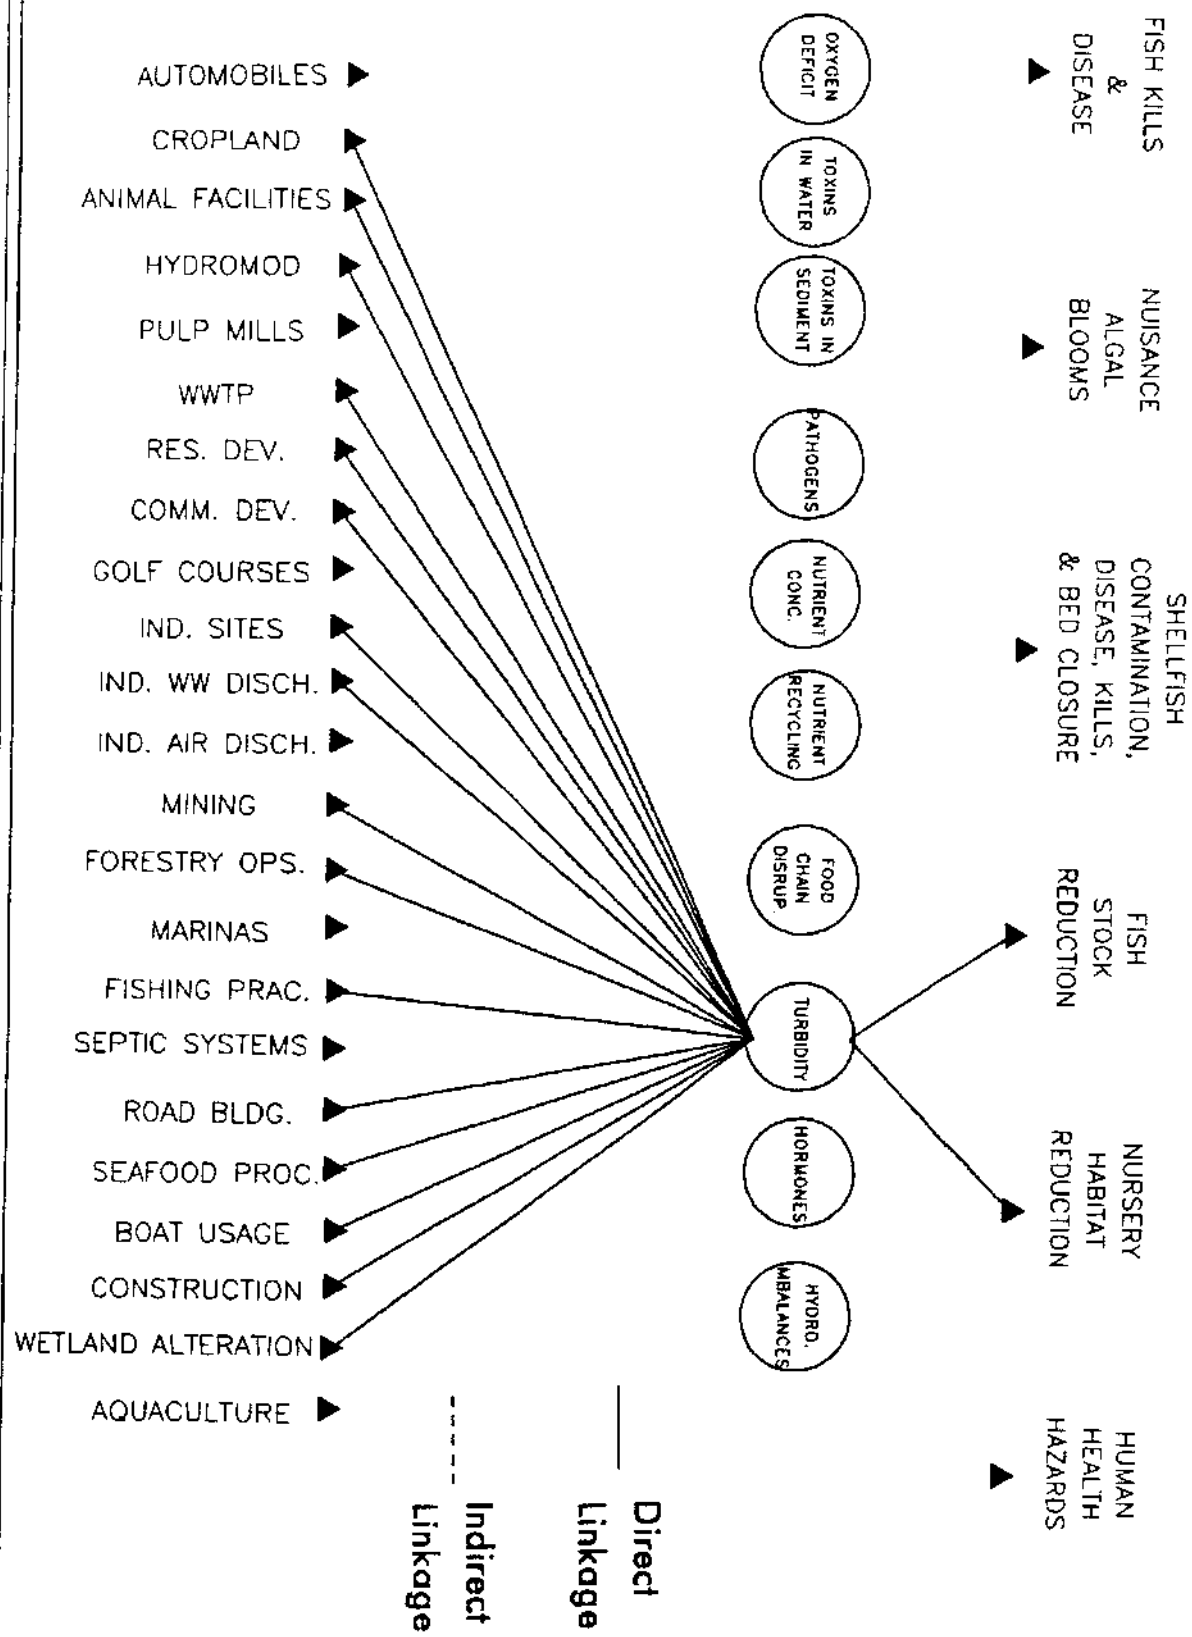 AUTOMOBILES
CROPLAND
ANIMAL FACILITIES
HYDROMOD
PULP MILLS
WWTP
RES. DEV.
COMM. DEV.
GOLF COURSES
IND. SITES
IND. WW DISCH.
IND. AIR DISCH.
MINING
FORESTRY OPS.
MARINAS
FISHING PRAC.
SEPTIC SYSTEMS
ROAD BLDG.
SEAFOOD PROC.
BOAT USAGE
CONSTRUCTION
WETLAND ALTERATION
AQUACULTURE
OXYGEN
DEFICIT
TOXINS
IN WATER
TOXINS IN
SEDIMENT
PATHOGENS
NUTRIENT
CONC.
NUTRIENT
RECYCLING
FOOD
CHAIN
DISRUP.
TURBIDITY
HORMONES
HYDRO.
MBALANCES
FISH KILLS
&
DISEASE
NUISANCE
ALGAL
BLOOMS
SHELLFISH
CONTAMINATION,
DISEASE, KILLS,
& BED CLOSURE
FISH
STOCK
REDUCTION
NURSERY
HABITAT
REDUCTION
HUMAN
HEALTH
HAZARDS
Direct
Linkage
Indirect
Linkage